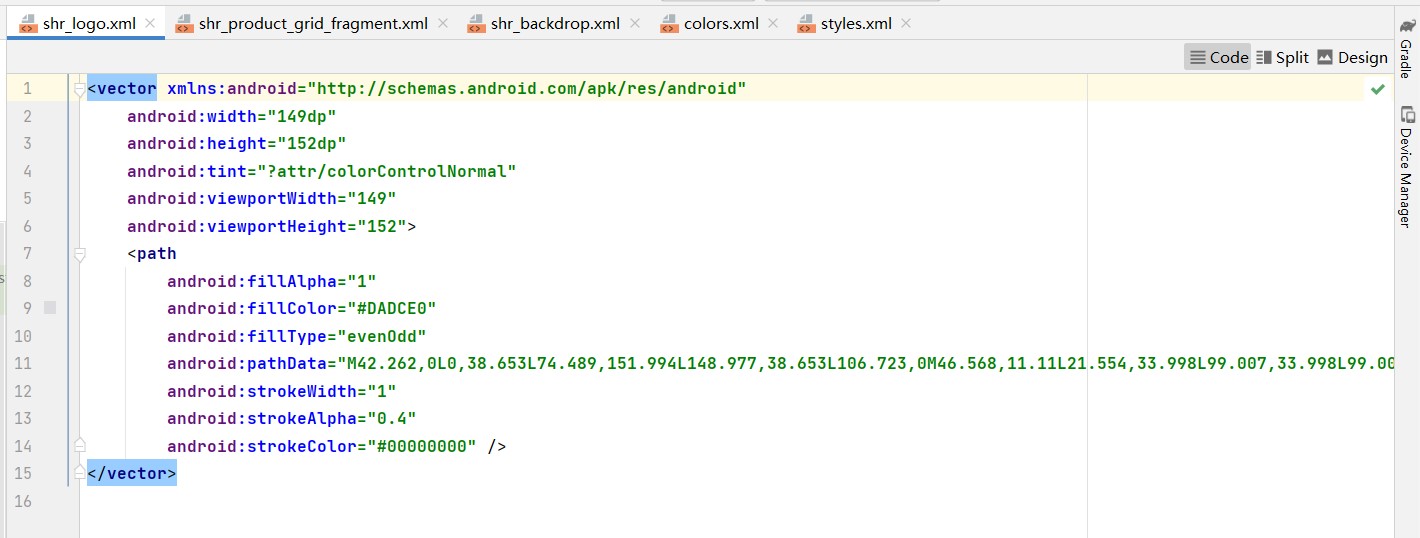 shr_logo.xml shr_product_grid_fragment.xml shr_backdrop.xml colors.xml styles.xml
Code Split Design
1 <vector xmlns:android="http://schemas.android.com/apk/res/android"
2 android:width="149dp"
3 android:height="152dp"
4 android:tint="?attr/colorControlNormal"
5 android:viewportWidth="149"
6 android:viewportHeight="152">
7 <path
8 android:fillAlpha="1"
9 android:fillColor="#DADCE0"
10 android:fillType="evenOdd"
11 android:pathData="M42.262,0L0,38.653L74.489,151.994L148.977,38.653L106.723,0M46.568,11.11L21.554,33.998L99.007,33.998L99.00
12 android:strokeWidth="1"
13 android:strokeAlpha="0.4"
14 android:strokeColor="#00000000" />
15 </vector>
16
Gradle
Device Manager